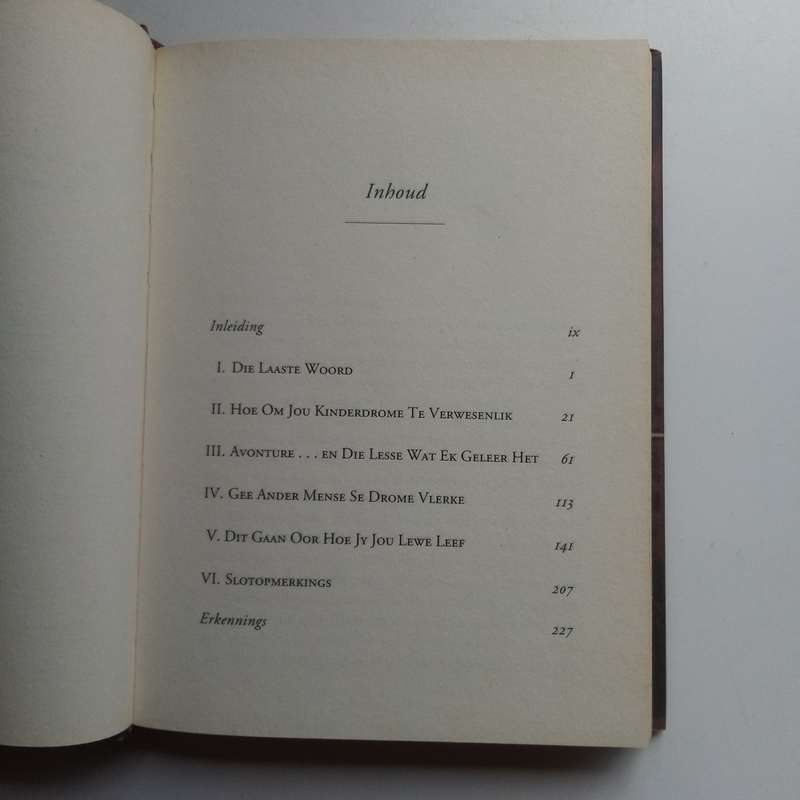 Inhoud
Inleiding ix
I. Die Laaste Woord 1
II. Hoe Om Jou Kinderdrome Te Verwesenlik 21
III. Avonture . . . en Die Lesse Wat Ek Geleer Het 61
IV. Gee Ander Mense Se Drome Vlerke 113
V. Dit Gaan Oor Hoe Jy Jou Lewe Leef 141
VI. Slotopmerkings 207
Erkennings 227